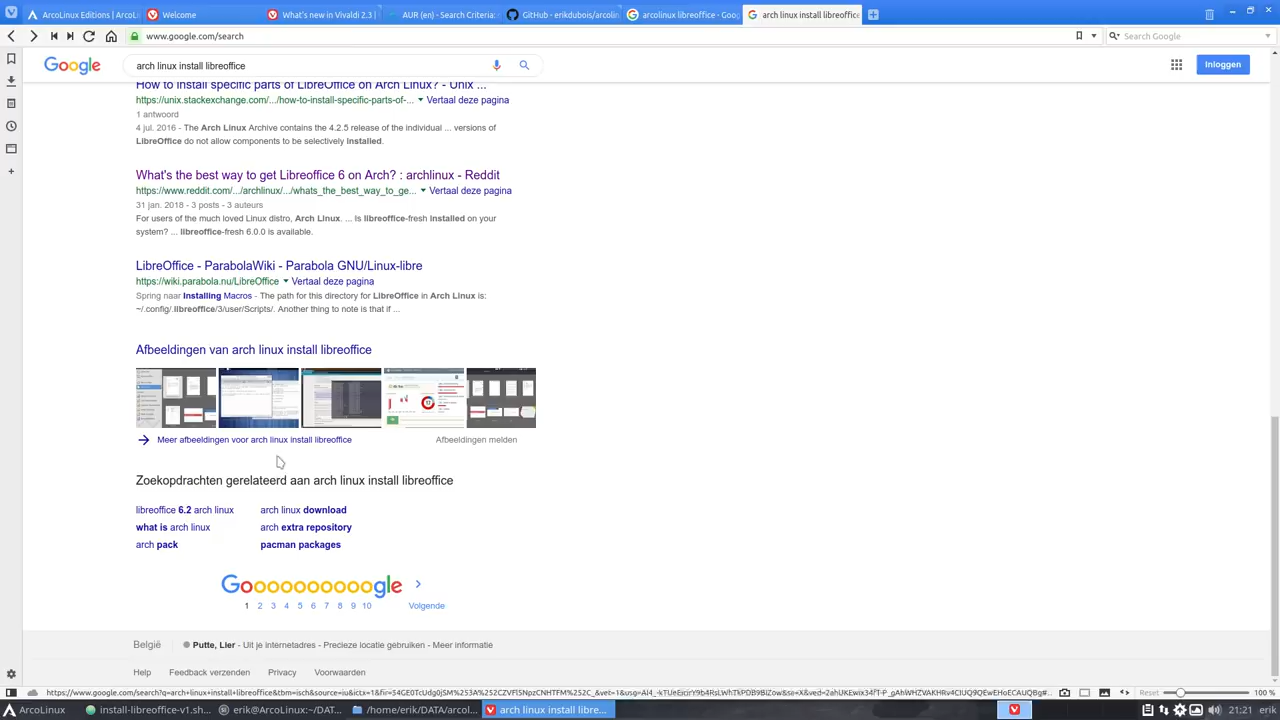 ArcoLinux Editions | ArcoL
Welcome
What's new in Vivaldi 2.3 |
AUR (en) - Search Criteria:
GitHub - erikdubois/arcolin
arcolinux libreoffice - Goo
arch linux install libreoffice
www.google.com/search
Search Google
Google
arch linux install libreoffice
Inloggen
How to install specific parts of LibreOffice on Arch Linux? - Unix ...
https://unix.stackexchange.com/.../how-to-install-specific-parts-of-... Vertaal deze pagina
1 antwoord
4 jul. 2016 - The Arch Linux Archive contains the 4.2.5 release of the individual ... versions of
LibreOffice do not allow components to be selectively installed.
What's the best way to get Libreoffice 6 on Arch? : archlinux - Reddit
https://www.reddit.com/.../archlinux/.../whats_the_best_way_to_ge... Vertaal deze pagina
31 jan. 2018 - 3 posts - 3 auteurs
For users of the much loved Linux distro, Arch Linux. ... Is libreoffice-fresh installed on your
system? ... libreoffice-fresh 6.0.0 is available.
LibreOffice - ParabolaWiki - Parabola GNU/Linux-libre
https://wiki.parabola.nu/LibreOffice Vertaal deze pagina
Spring naar Installing Macros - The path for this directory for LibreOffice in Arch Linux is:
~/.config/.libreoffice/3/user/Scripts/. Another thing to note is that if ...
Afbeeldingen van arch linux install libreoffice
Meer afbeeldingen voor arch linux install libreoffice
Afbeeldingen melden
Zoekopdrachten gerelateerd aan arch linux install libreoffice
libreoffice 6.2 arch linux
arch linux download
what is arch linux
arch extra repository
arch pack
pacman packages
Goooooooooogle
1 2 3 4 5 6 7 8 9 10 Volgende
België
Putte, Lier - Uit je internetadres - Precieze locatie gebruiken - Meer informatie
Help Feedback verzenden Privacy Voorwaarden
Reset 100 %
ArcoLinux
install-libreoffice-v1.sh...
erik@ArcoLinux:~/DAT...
/home/erik/DATA/arcol...
arch linux install libre...
21:21 erik